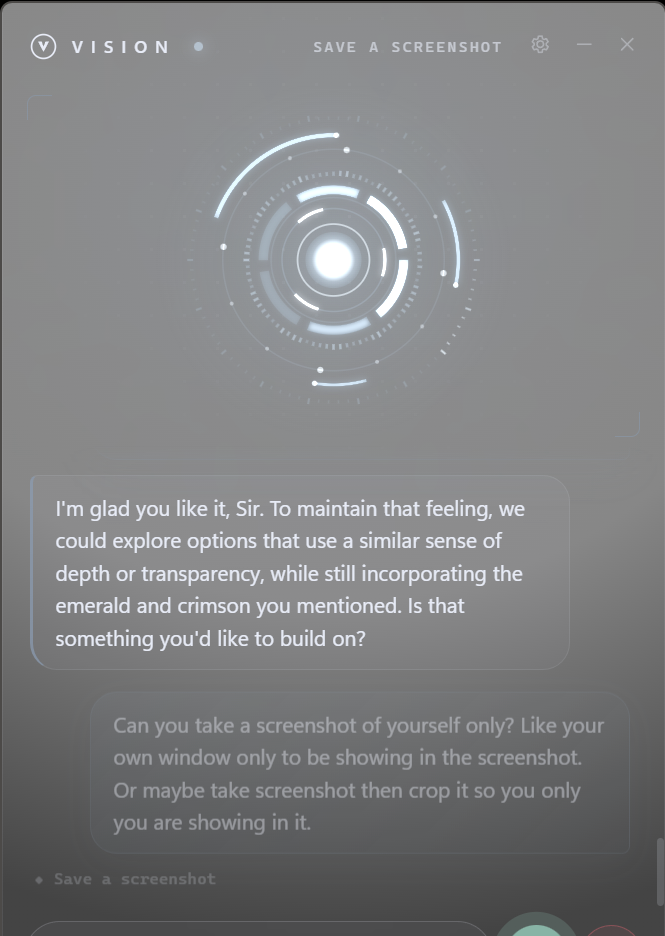 VISION
SAVE A SCREENSHOT
I'm glad you like it, Sir. To maintain that feeling, we
could explore options that use a similar sense of
depth or transparency, while still incorporating the
emerald and crimson you mentioned. Is that
something you'd like to build on?
Can you take a screenshot of yourself only? Like your
own window only to be showing in the screenshot.
Or maybe take screenshot then crop it so you only
you are showing in it.
Save a screenshot